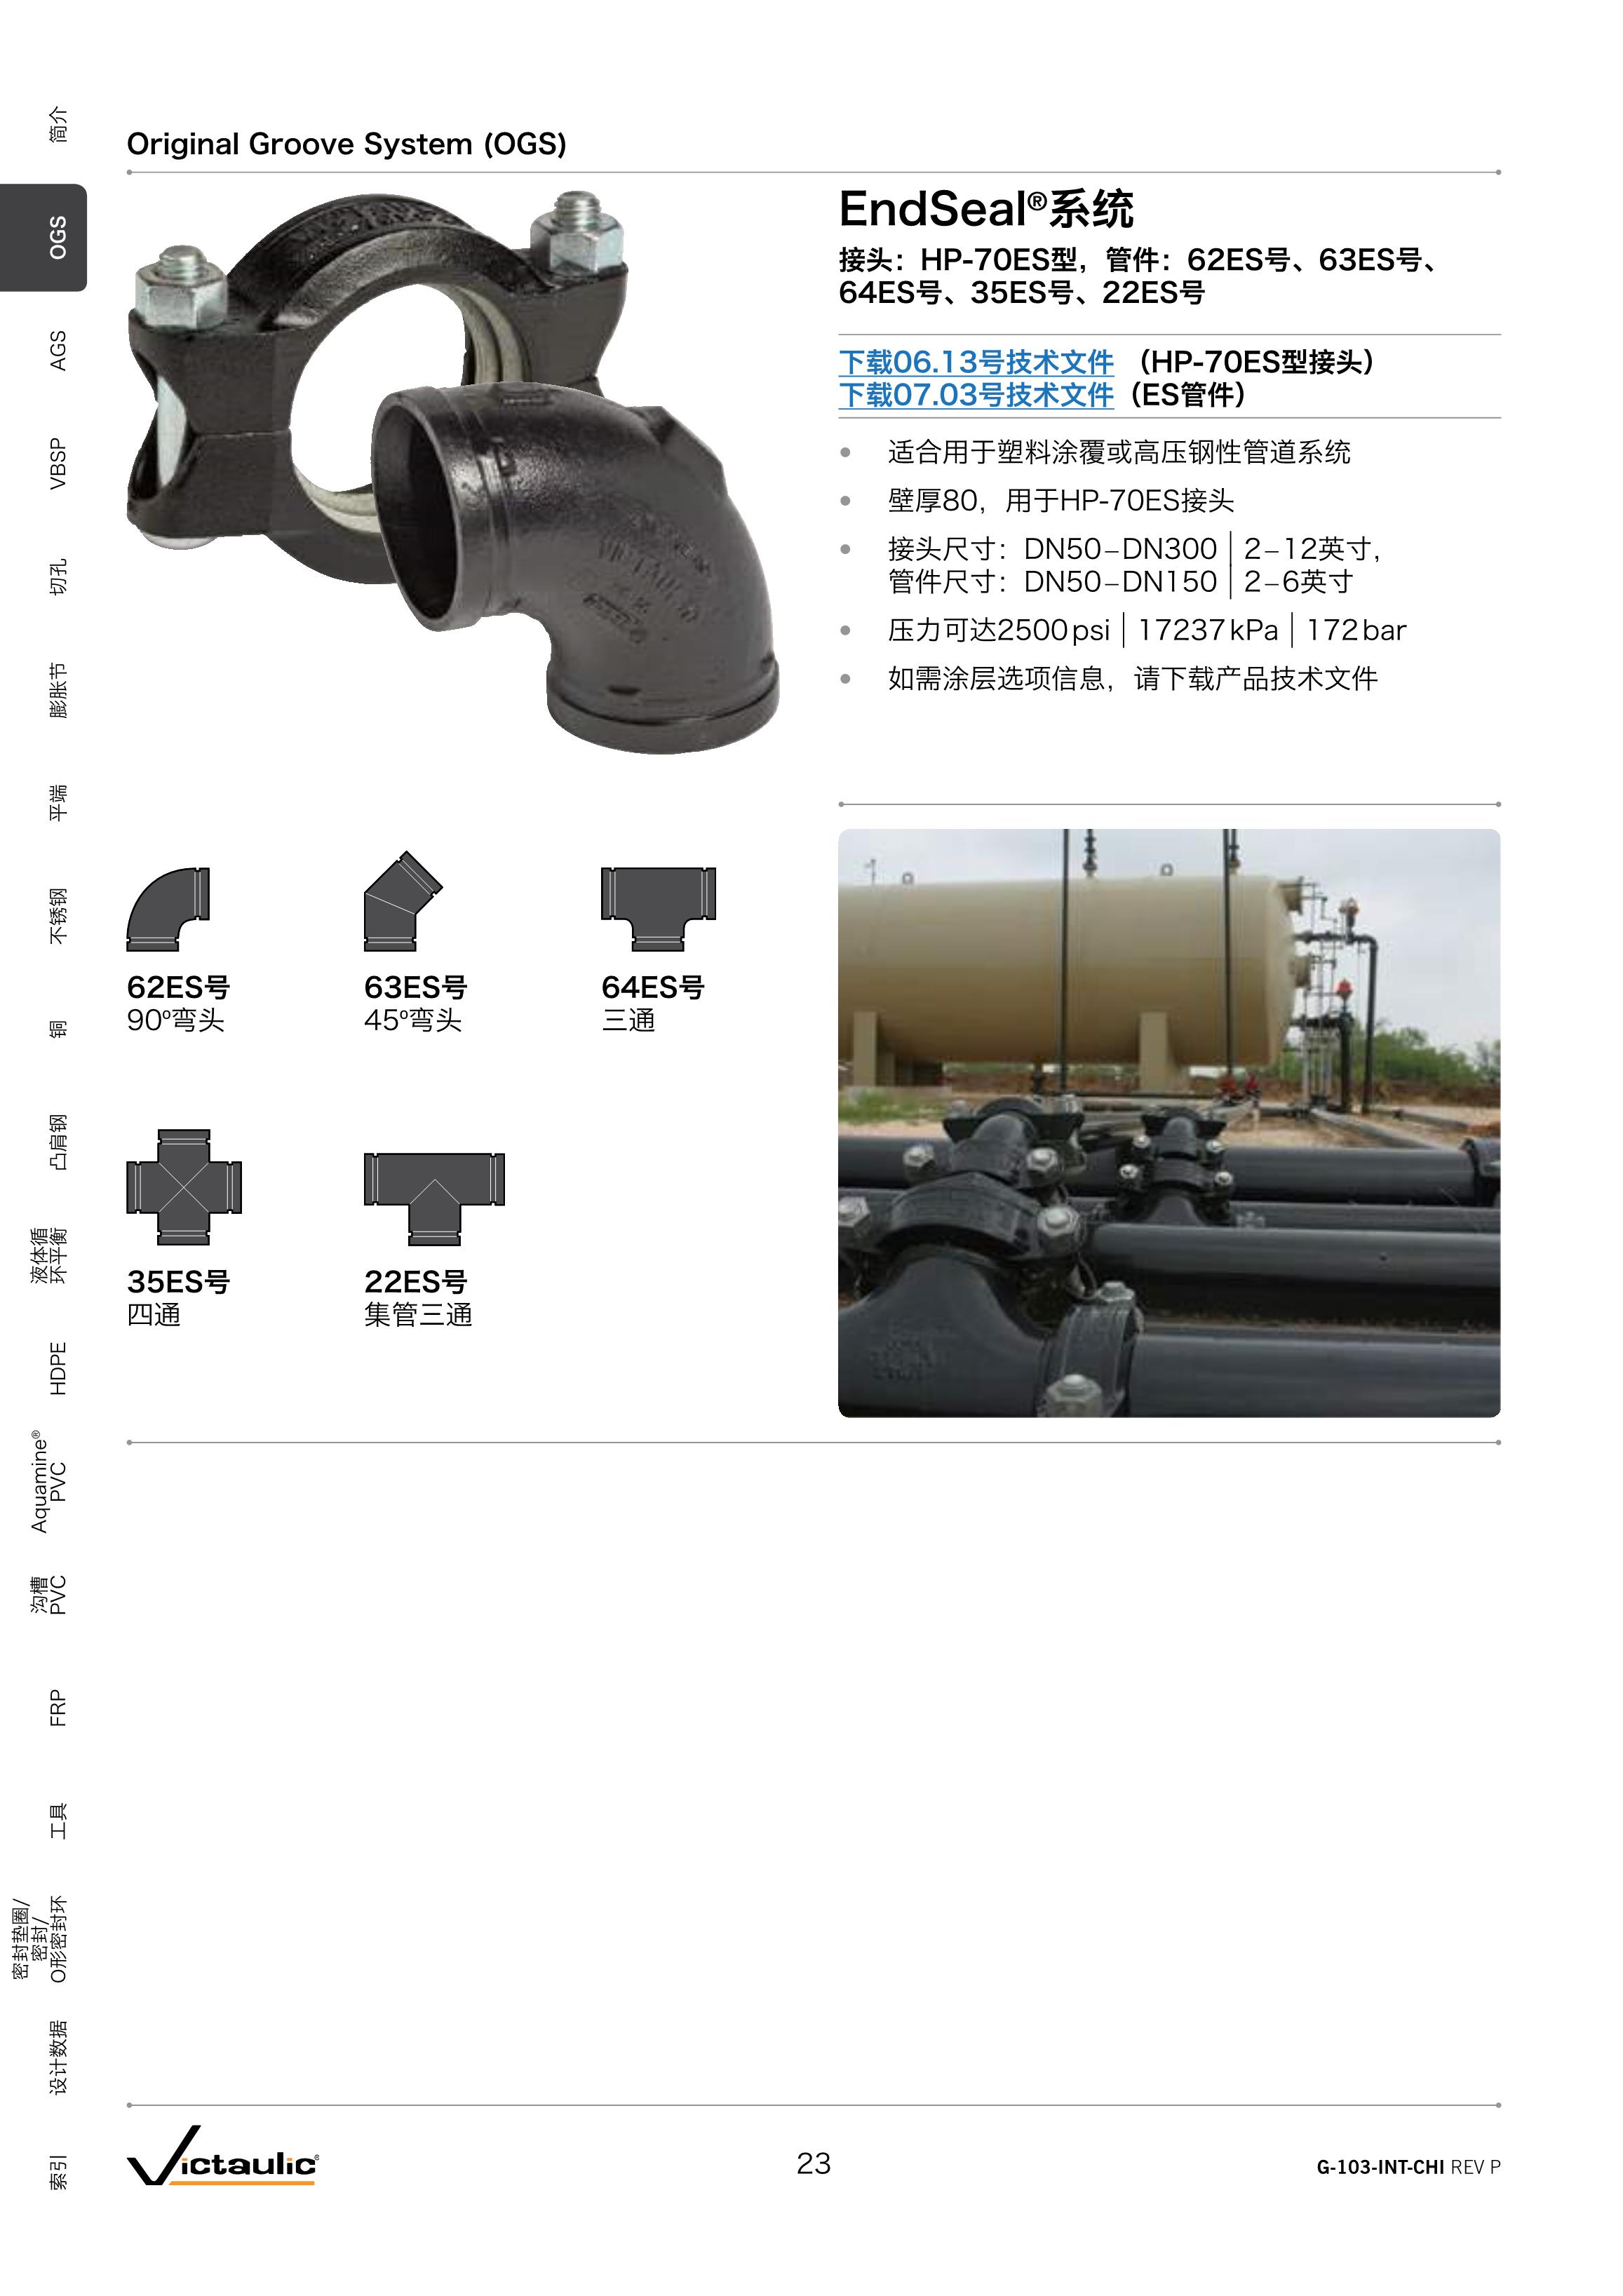 简介
OGS
AGS
VBSP
切孔
膨胀节
平端
不锈钢
铜
凸肩钢
液体循
环平衡
HDPE
Aquamine®
PVC
沟槽
PVC
FRP
工具
密封垫圈/
密封/
O形密封环
设计数据
索引
Original Groove System (OGS)
EndSeal®系统
接头：HP-70ES型，管件：62ES号、63ES号、
64ES号、35ES号、22ES号
下载06.13号技术文件 （HP-70ES型接头）
下载07.03号技术文件（ES管件）
• 适合用于塑料涂覆或高压钢性管道系统
• 壁厚80，用于HP-70ES接头
• 接头尺寸：DN50–DN300 | 2–12英寸，
管件尺寸：DN50–DN150 | 2–6英寸
• 压力可达2500psi | 17237kPa | 172bar
• 如需涂层选项信息，请下载产品技术文件
62ES号
90º弯头
63ES号
45º弯头
64ES号
三通
35ES号
四通
22ES号
集管三通
Victaulic®
23
G-103-INT-CHI REV P